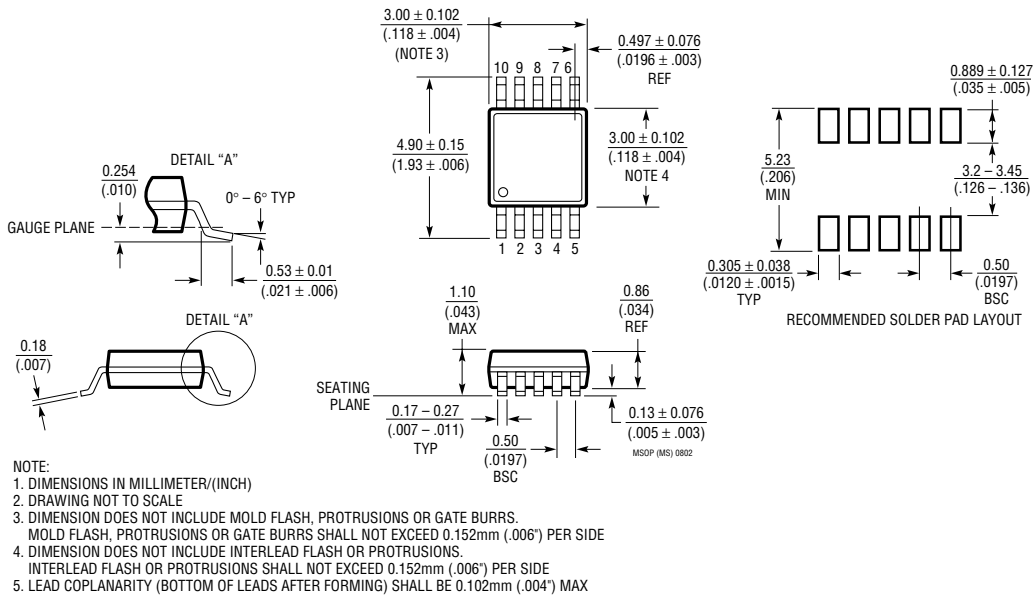 3.00 ± 0.102
(.118 ± .004)
(NOTE 3)
0.497 ± 0.076
(.0196 ± .003)
REF
10 9 8 7 6
4.90 ± 0.15
(1.93 ± .006)
3.00 ± 0.102
(.118 ± .004)
NOTE 4
1 2 3 4 5
0.889 ± 0.127
(.035 ± .005)
5.23
(.206)
MIN
3.2 – 3.45
(.126 – .136)
0.305 ± 0.038
(.0120 ± .0015)
TYP
0.50
(.0197)
BSC
RECOMMENDED SOLDER PAD LAYOUT
DETAIL “A”
0.254
(.010)
0° – 6° TYP
GAUGE PLANE
0.53 ± 0.01
(.021 ± .006)
DETAIL “A”
0.18
(.007)
1.10
(.043)
MAX
0.86
(.034)
REF
SEATING
PLANE
0.17 – 0.27
(.007 – .011)
TYP
0.50
(.0197)
BSC
0.13 ± 0.076
(.005 ± .003)
MSOP (MS) 0802
NOTE:
1. DIMENSIONS IN MILLIMETER/(INCH)
2. DRAWING NOT TO SCALE
3. DIMENSION DOES NOT INCLUDE MOLD FLASH, PROTRUSIONS OR GATE BURRS.
MOLD FLASH, PROTRUSIONS OR GATE BURRS SHALL NOT EXCEED 0.152mm (.006") PER SIDE
4. DIMENSION DOES NOT INCLUDE INTERLEAD FLASH OR PROTRUSIONS.
INTERLEAD FLASH OR PROTRUSIONS SHALL NOT EXCEED 0.152mm (.006") PER SIDE
5. LEAD COPLANARITY (BOTTOM OF LEADS AFTER FORMING) SHALL BE 0.102mm (.004") MAX